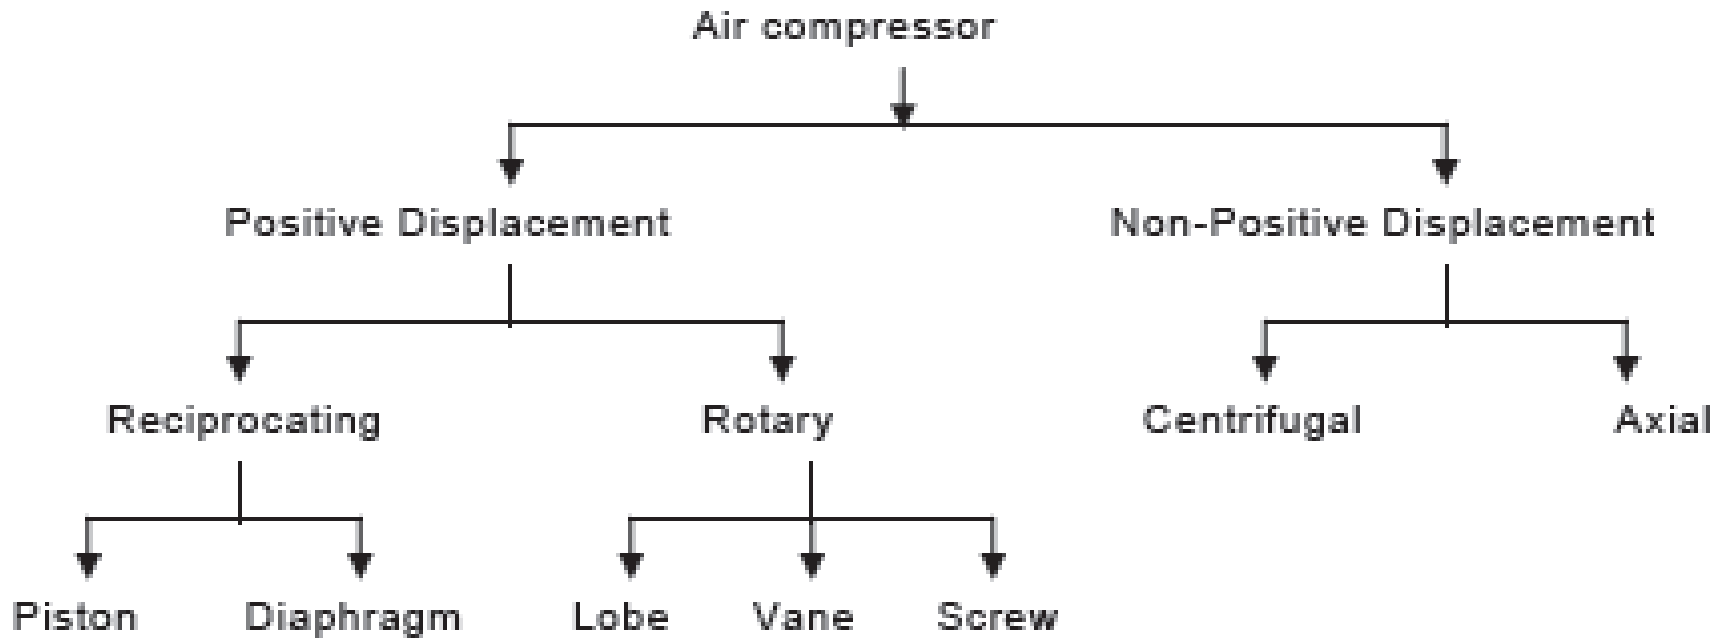 Air compressor
Positive Displacement
Non-Positive Displacement
Reciprocating
Rotary
Centrifugal
Axial
Piston
Diaphragm
Lobe
Vane
Screw